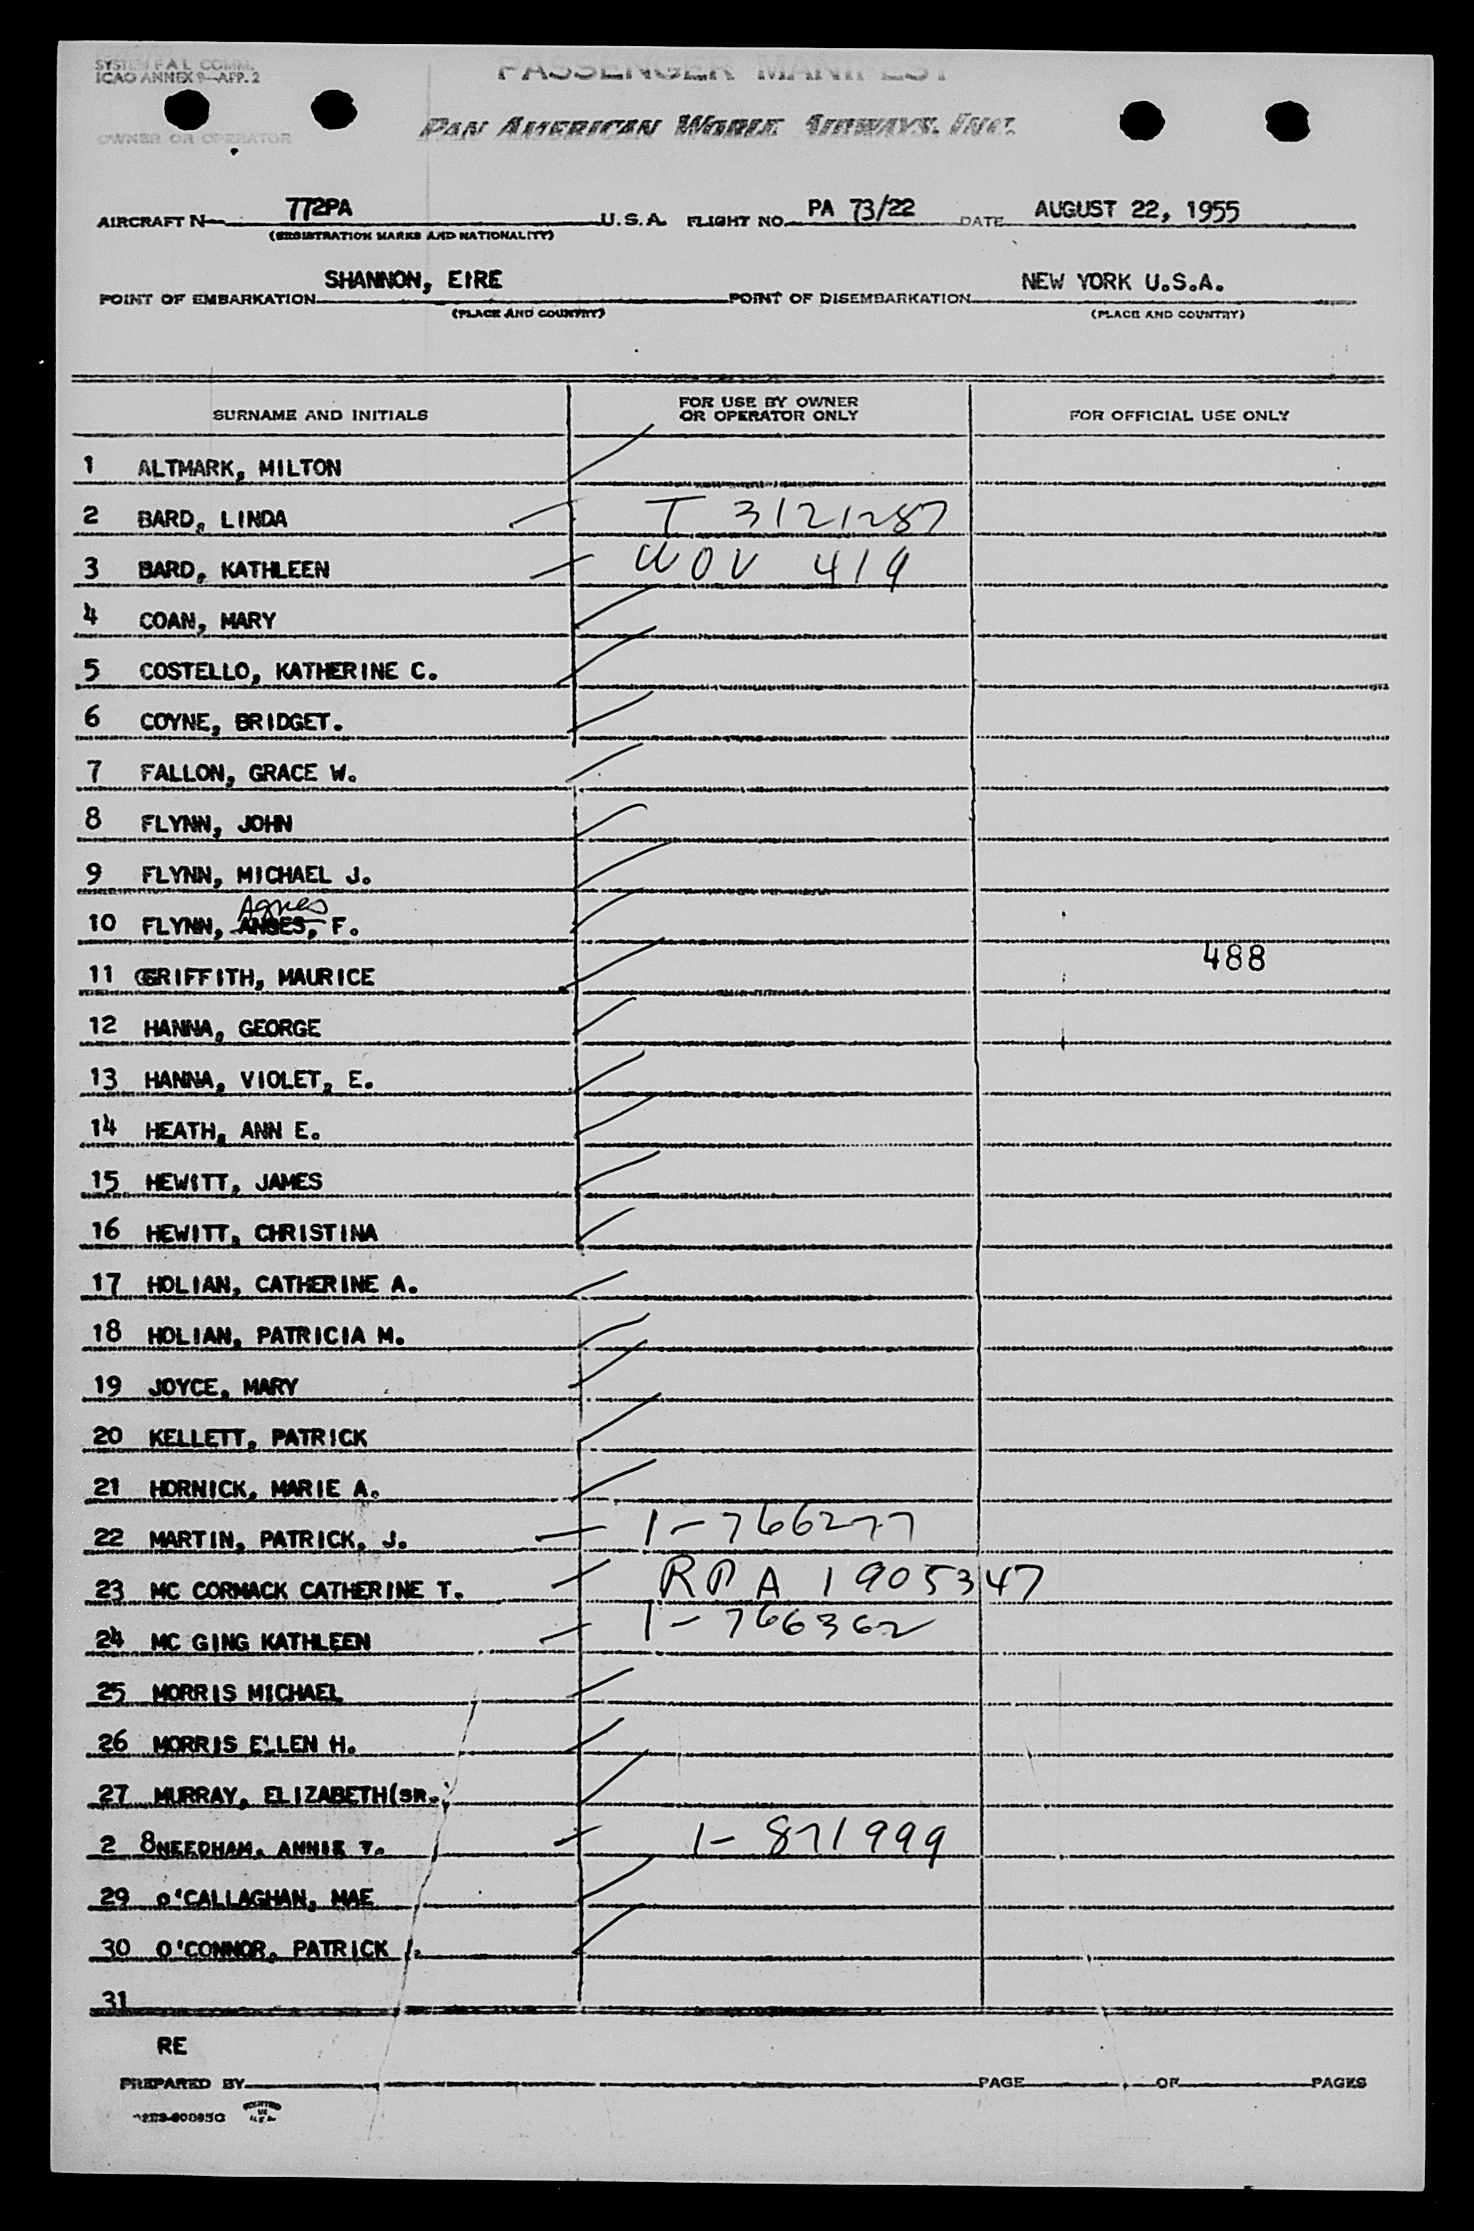 SYSTEM F A L COMM.
ICAO ANNEX 9—APP. 2
PASSENGER MANIFEST
OWNER OR OPERATOR
PAN AMERICAN WORLD AIRWAYS, INC.
AIRCRAFT N— 772PA U.S.A. FLIGHT NO. PA 73/22 DATE AUGUST 22, 1955
(REGISTRATION MARKS AND NATIONALITY)
POINT OF EMBARKATION SHANNON, EIRE POINT OF DISEMBARKATION NEW YORK U.S.A.
(PLACE AND COUNTRY) (PLACE AND COUNTRY)
SURNAME AND INITIALS FOR USE BY OWNER OR OPERATOR ONLY FOR OFFICIAL USE ONLY
1 ALTMARK, MILTON
2 BARD, LINDA T 3121287
3 BARD, KATHLEEN WOV 419
4 COAN, MARY
5 COSTELLO, KATHERINE C.
6 COYNE, BRIDGET.
7 FALLON, GRACE W.
8 FLYNN, JOHN
9 FLYNN, MICHAEL J.
Agnes
10 FLYNN, ANGES, F.
488
11 GRIFFITH, MAURICE
12 HANNA, GEORGE
13 HANNA, VIOLET, E.
14 HEATH, ANN E.
15 HEWITT, JAMES
16 HEWITT, CHRISTINA
17 HOLIAN, CATHERINE A.
18 HOLIAN, PATRICIA M.
19 JOYCE, MARY
20 KELLETT, PATRICK
21 HORNICK, MARIE A.
22 MARTIN, PATRICK, J. 1-766277
23 MC CORMACK CATHERINE T. RPA 1905347
24 MC GING KATHLEEN 1-766362
25 MORRIS MICHAEL
26 MORRIS ELLEN H.
27 MURRAY, ELIZABETH(SR.)
2 8NEEDHAM, ANNIE T. 1-871999
29 O'CALLAGHAN, MAE
30 O'CONNOR, PATRICK
31
RE
PREPARED BY PAGE OF PAGES
PRINTED IN U.S.A.